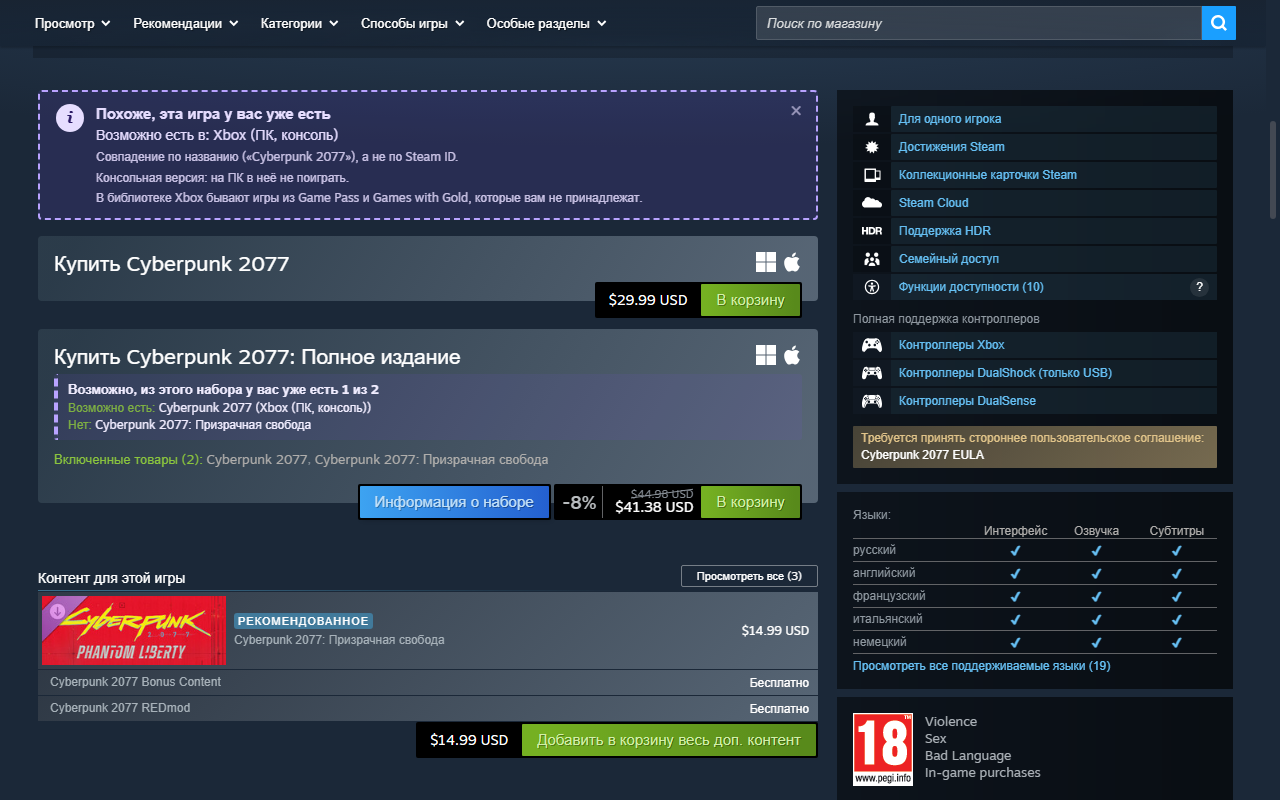 Просмотр Рекомендации Категории Способы игры Особые разделы Поиск по магазину
i Похоже, эта игра у вас уже есть
Возможно есть в: Xbox (ПК, консоль)
Совпадение по названию («Cyberpunk 2077»), а не по Steam ID.
Консольная версия: на ПК в неё не поиграть.
В библиотеке Xbox бывают игры из Game Pass и Games with Gold, которые вам не принадлежат.
Купить Cyberpunk 2077
$29.99 USD В корзину
Купить Cyberpunk 2077: Полное издание
Возможно, из этого набора у вас уже есть 1 из 2
Возможно есть: Cyberpunk 2077 (Xbox (ПК, консоль))
Нет: Cyberpunk 2077: Призрачная свобода
Включенные товары (2): Cyberpunk 2077, Cyberpunk 2077: Призрачная свобода
Информация о наборе -8% $44.98 USD $41.38 USD В корзину
Контент для этой игры Просмотреть все (3)
Cyberpunk
2077
PHANTOM LIBERTY
РЕКОМЕНДОВАННОЕ
Cyberpunk 2077: Призрачная свобода
$14.99 USD
Cyberpunk 2077 Bonus Content Бесплатно
Cyberpunk 2077 REDmod Бесплатно
$14.99 USD Добавить в корзину весь доп. контент
Для одного игрока
Достижения Steam
Коллекционные карточки Steam
Steam Cloud
HDR Поддержка HDR
Семейный доступ
Функции доступности (10) ?
Полная поддержка контроллеров
Контроллеры Xbox
Контроллеры DualShock (только USB)
Контроллеры DualSense
Требуется принять стороннее пользовательское соглашение:
Cyberpunk 2077 EULA
Языки:
Интерфейс Озвучка Субтитры
русский ✔ ✔ ✔
английский ✔ ✔ ✔
французский ✔ ✔ ✔
итальянский ✔ ✔ ✔
немецкий ✔ ✔ ✔
Просмотреть все поддерживаемые языки (19)
18
TM
www.pegi.info
Violence
Sex
Bad Language
In-game purchases